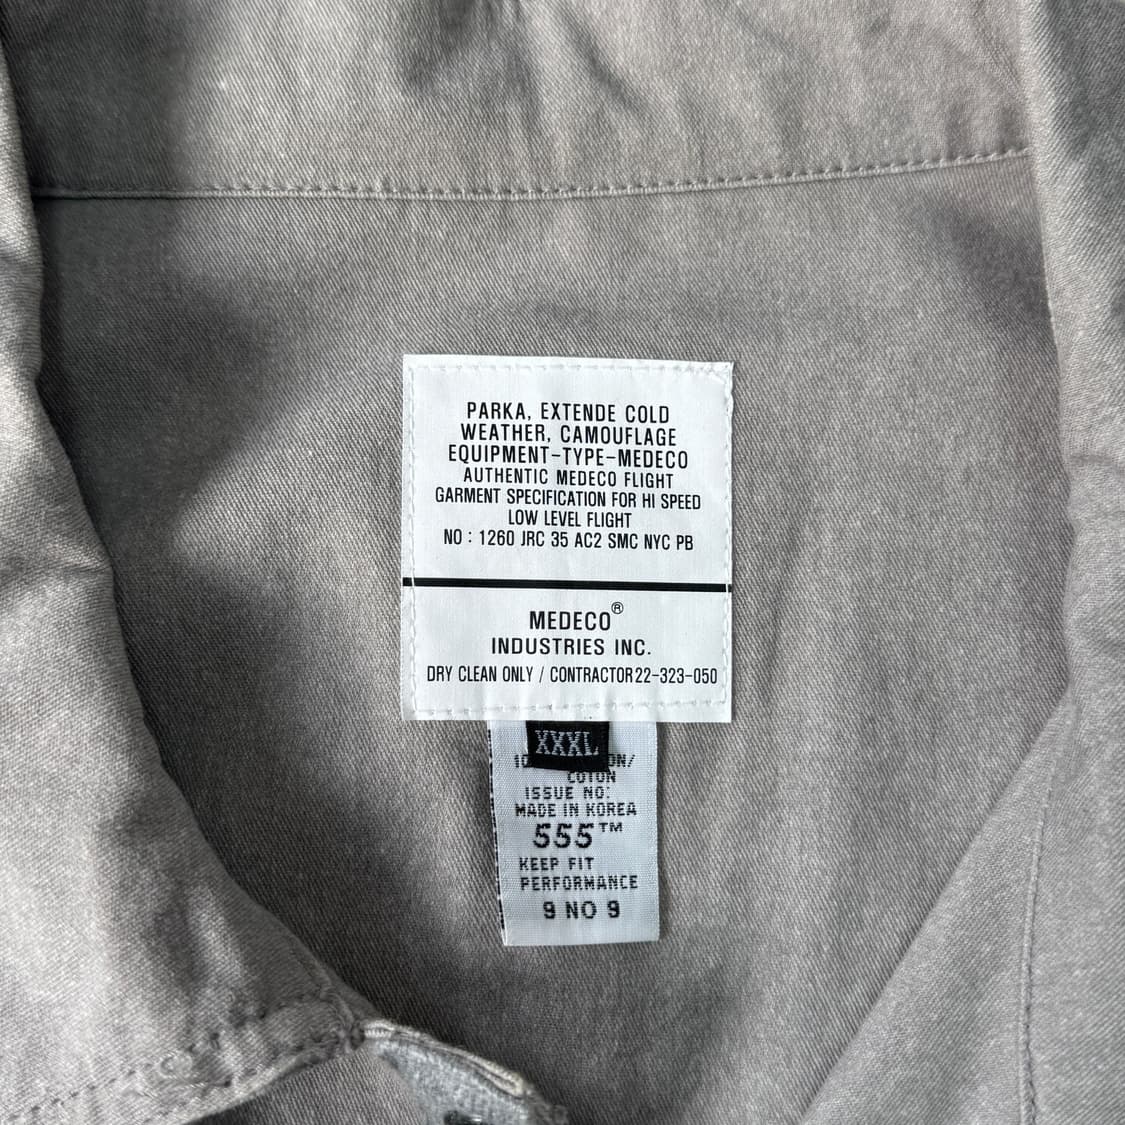 PARKA, EXTENDE COLD
WEATHER, CAMOUFLAGE
EQUIPMENT-TYPE-MEDECO
AUTHENTIC MEDECO FLIGHT
GARMENT SPECIFICATION FOR HI SPEED
LOW LEVEL FLIGHT
NO : 1260 JRC 35 AC2 SMC NYC PB
MEDECO®
INDUSTRIES INC.
DRY CLEAN ONLY / CONTRACTOR 22-323-050
XXXL
COTON
ISSUE NO:
MADE IN KOREA
555™
KEEP FIT
PERFORMANCE
9 NO 9